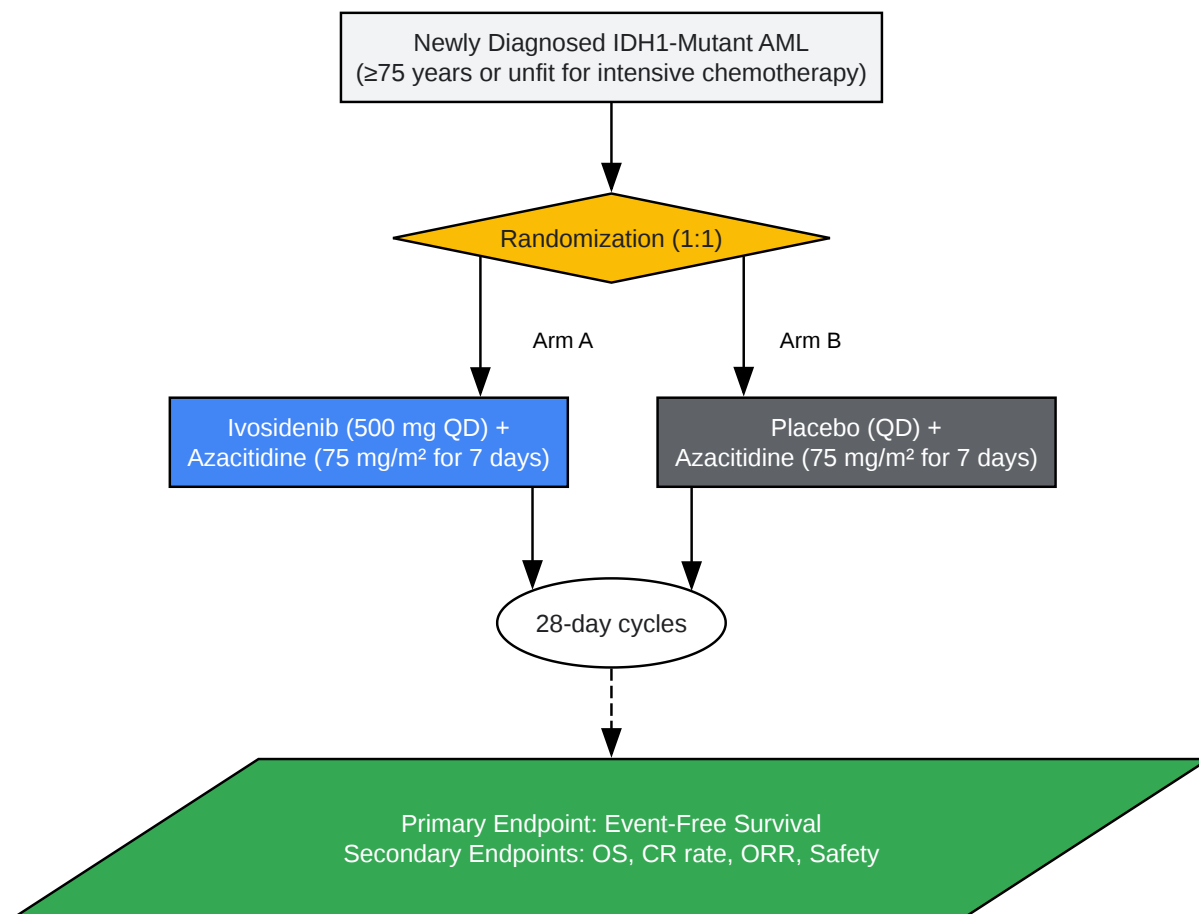 Newly Diagnosed IDH1-Mutant AML
(≥75 years or unfit for intensive chemotherapy)
Randomization (1:1)
Arm A
Arm B
Ivosidenib (500 mg QD) +
Azacitidine (75 mg/m² for 7 days)
Placebo (QD) +
Azacitidine (75 mg/m² for 7 days)
28-day cycles
Primary Endpoint: Event-Free Survival
Secondary Endpoints: OS, CR rate, ORR, Safety